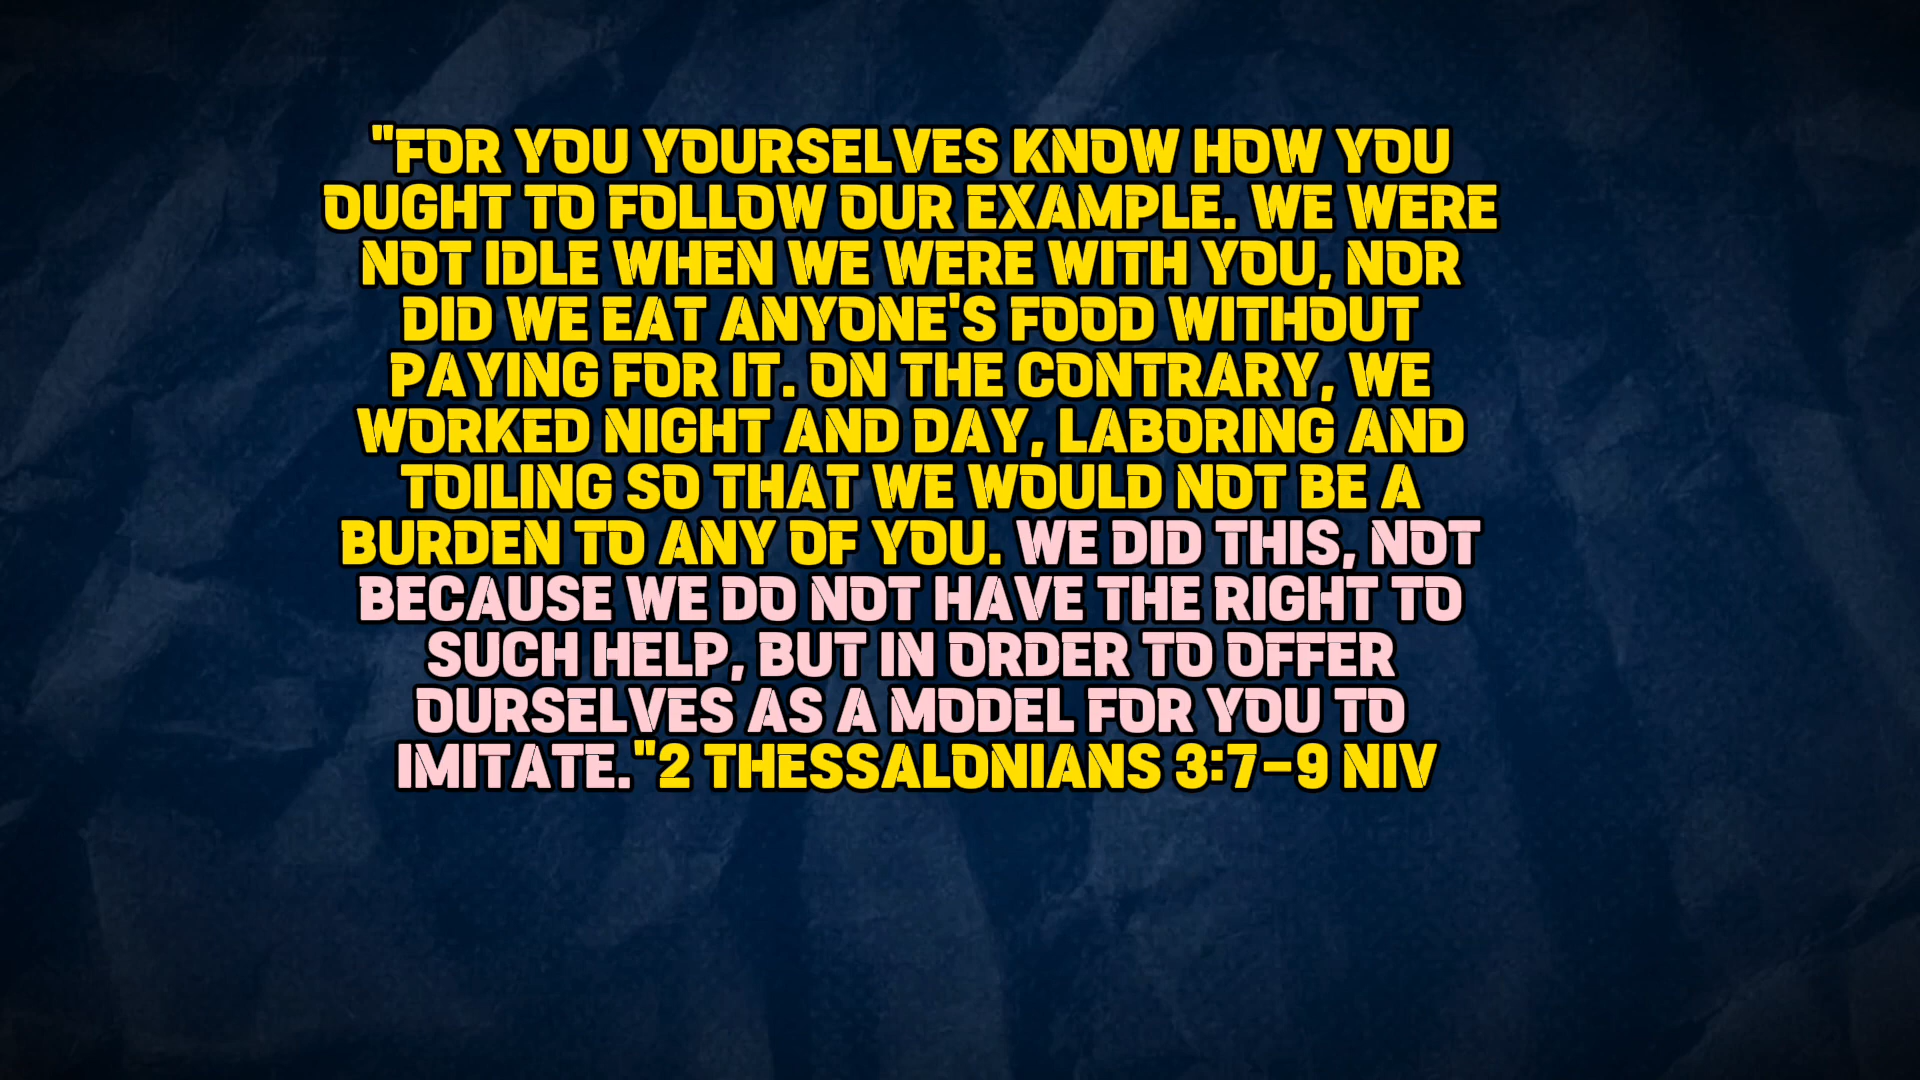 "FOR YOU YOURSELVES KNOW HOW YOU
OUGHT TO FOLLOW OUR EXAMPLE. WE WERE
NOT IDLE WHEN WE WERE WITH YOU, NOR
DID WE EAT ANYONE'S FOOD WITHOUT
PAYING FOR IT. ON THE CONTRARY, WE
WORKED NIGHT AND DAY, LABORING AND
TOILING SO THAT WE WOULD NOT BE A
BURDEN TO ANY OF YOU. WE DID THIS, NOT
BECAUSE WE DO NOT HAVE THE RIGHT TO
SUCH HELP, BUT IN ORDER TO OFFER
OURSELVES AS A MODEL FOR YOU TO
IMITATE."2 THESSALONIANS 3:7–9 NIV